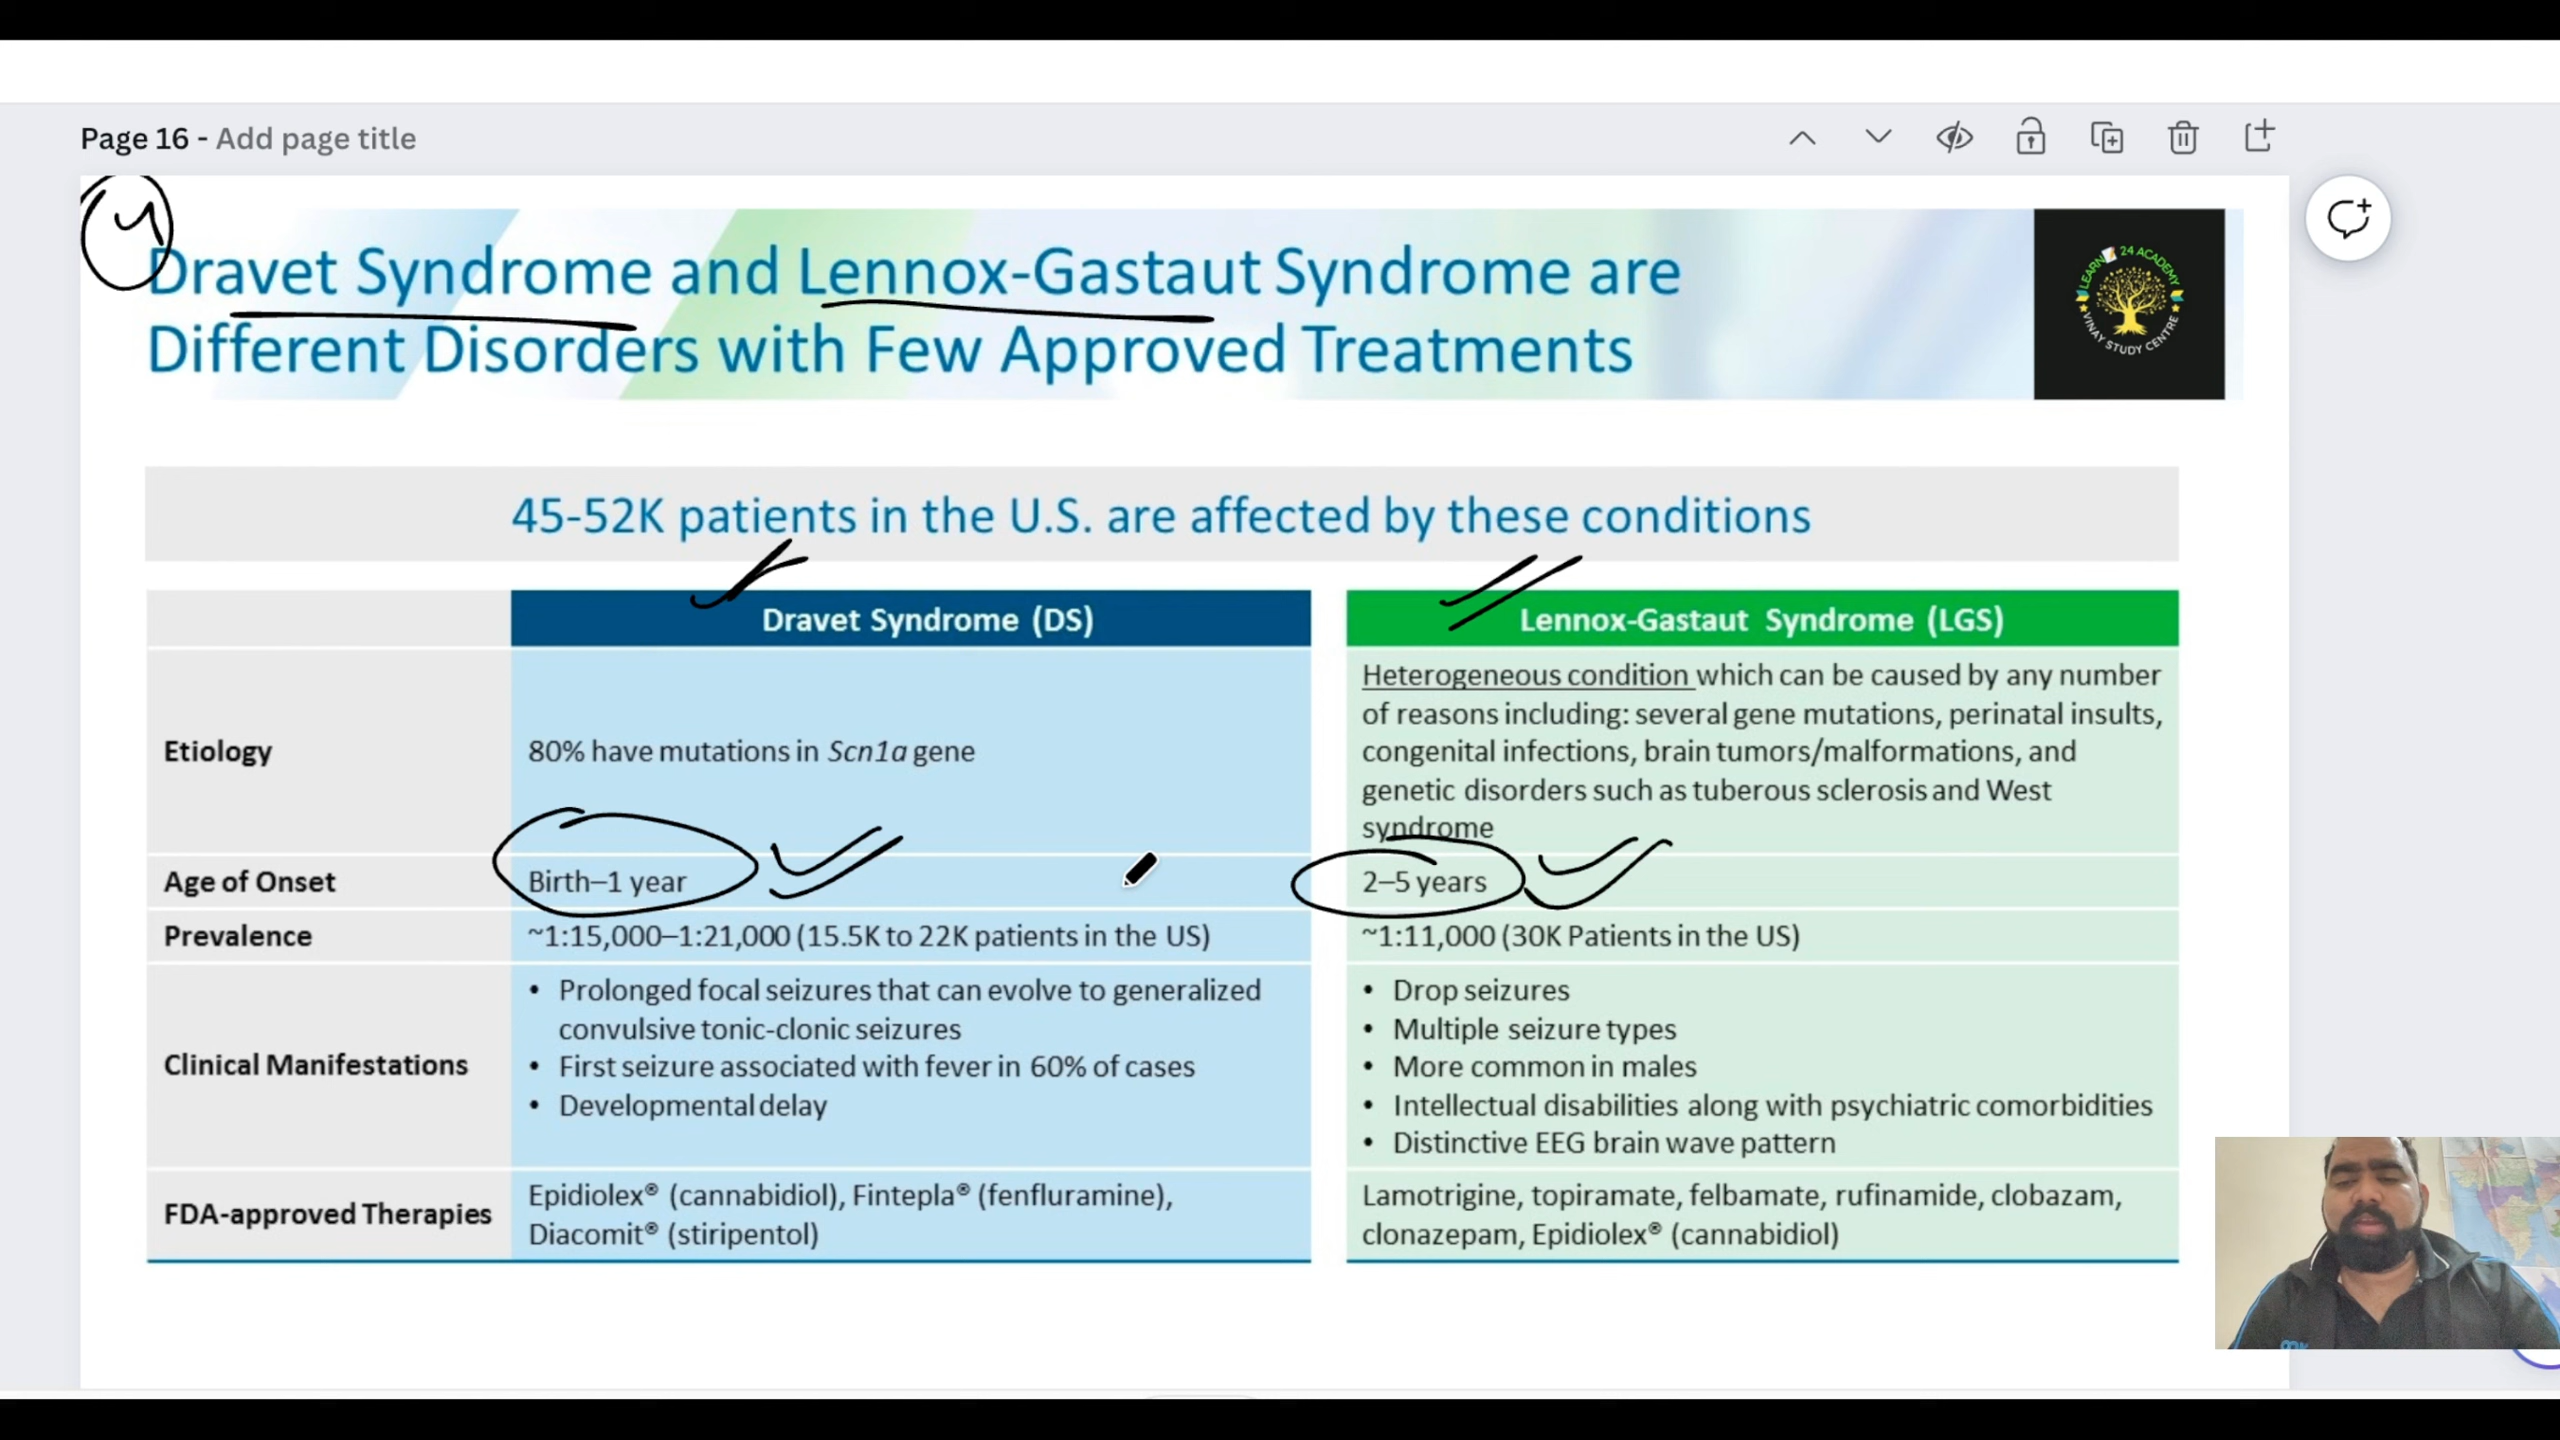 Page 16 - Add page title
4
Dravet Syndrome and Lennox-Gastaut Syndrome are
Different Disorders with Few Approved Treatments
LEARN 24 ACADEMY
VINAY STUDY CENTRE
45-52K patients in the U.S. are affected by these conditions
Dravet Syndrome (DS)
Lennox-Gastaut Syndrome (LGS)
Etiology
80% have mutations in Scn1a gene
Heterogeneous condition which can be caused by any number
of reasons including: several gene mutations, perinatal insults,
congenital infections, brain tumors/malformations, and
genetic disorders such as tuberous sclerosis and West
syndrome
Age of Onset
Birth–1 year
2–5 years
Prevalence
~1:15,000–1:21,000 (15.5K to 22K patients in the US)
~1:11,000 (30K Patients in the US)
Clinical Manifestations
• Prolonged focal seizures that can evolve to generalized
convulsive tonic-clonic seizures
• First seizure associated with fever in 60% of cases
• Developmental delay
• Drop seizures
• Multiple seizure types
• More common in males
• Intellectual disabilities along with psychiatric comorbidities
• Distinctive EEG brain wave pattern
FDA-approved Therapies
Epidiolex® (cannabidiol), Fintepla® (fenfluramine),
Diacomit® (stiripentol)
Lamotrigine, topiramate, felbamate, rufinamide, clobazam,
clonazepam, Epidiolex® (cannabidiol)